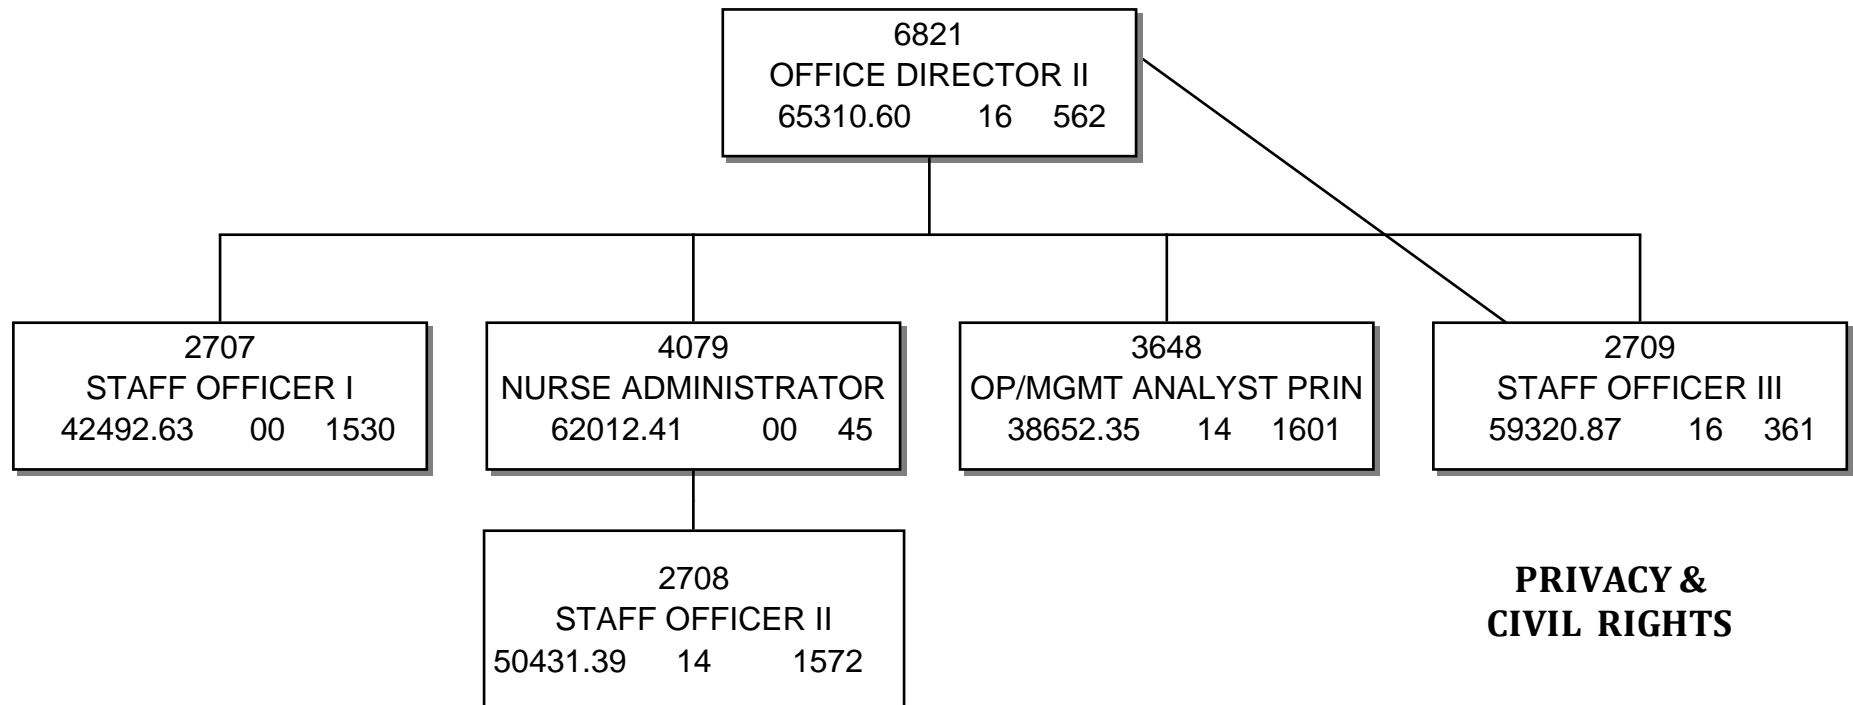 6821
OFFICE DIRECTOR II
65310.60 16 562
2707
STAFF OFFICER I
42492.63 00 1530
4079
NURSE ADMINISTRATOR
62012.41 00 45
3648
OP/MGMT ANALYST PRIN
38652.35 14 1601
2709
STAFF OFFICER III
59320.87 16 361
2708
STAFF OFFICER II
50431.39 14 1572
PRIVACY &
CIVIL RIGHTS